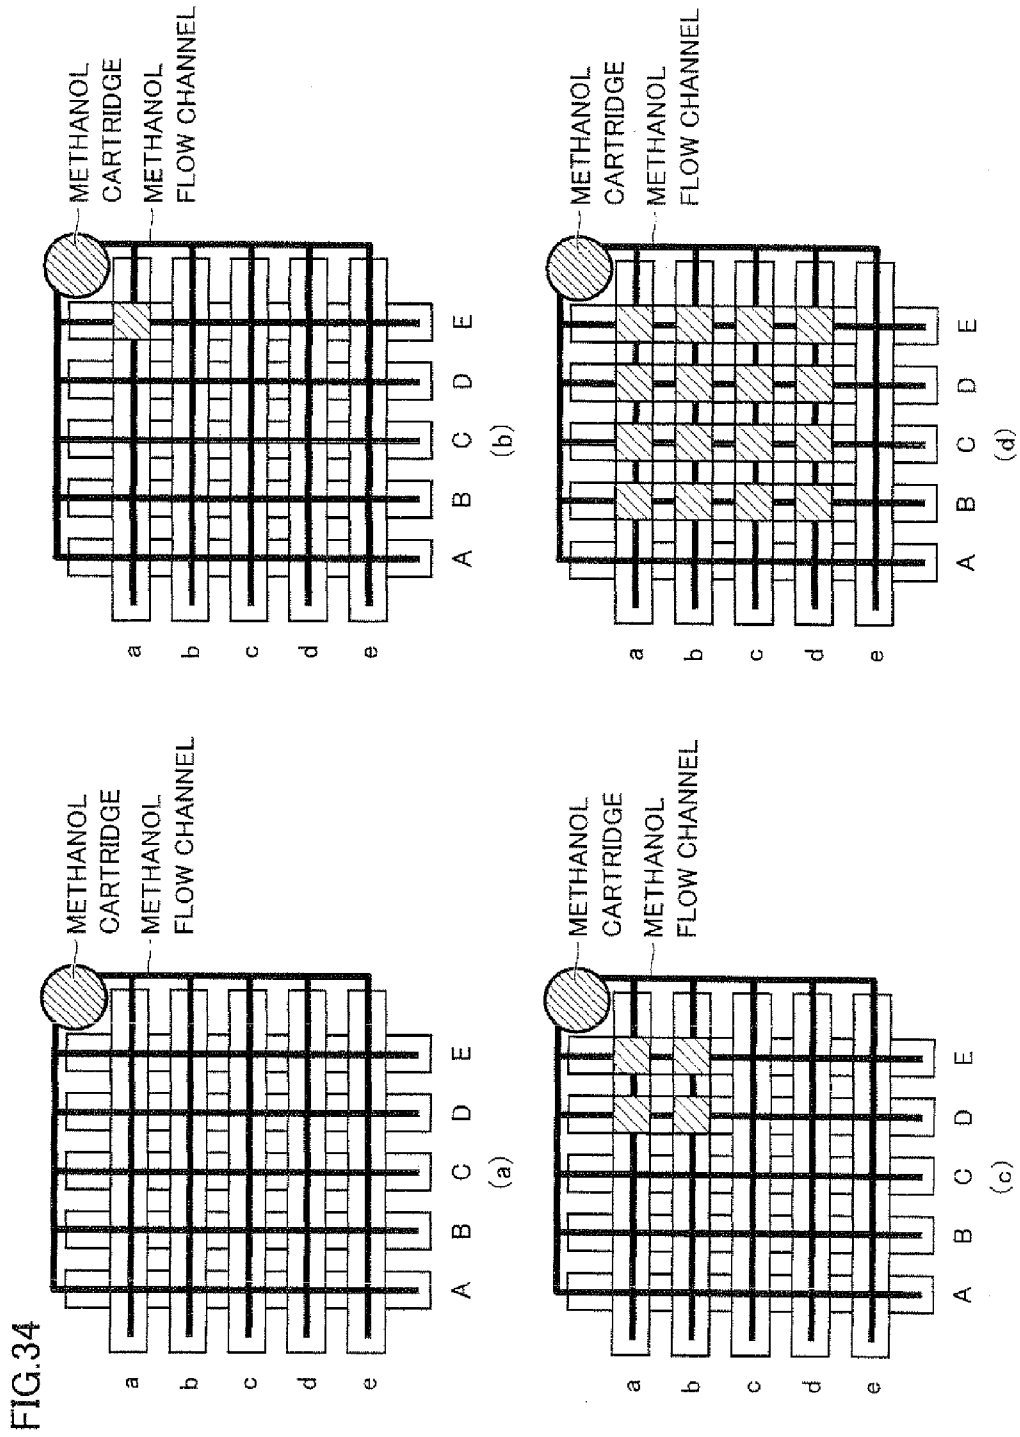 FIG.34
METHANOL
CARTRIDGE
METHANOL
FLOW CHANNEL
a
b
c
d
e
A B C D E
(a)
METHANOL
CARTRIDGE
METHANOL
FLOW CHANNEL
a
b
c
d
e
A B C D E
(b)
METHANOL
CARTRIDGE
METHANOL
FLOW CHANNEL
a
b
c
d
e
A B C D E
(c)
METHANOL
CARTRIDGE
METHANOL
FLOW CHANNEL
a
b
c
d
e
A B C D E
(d)